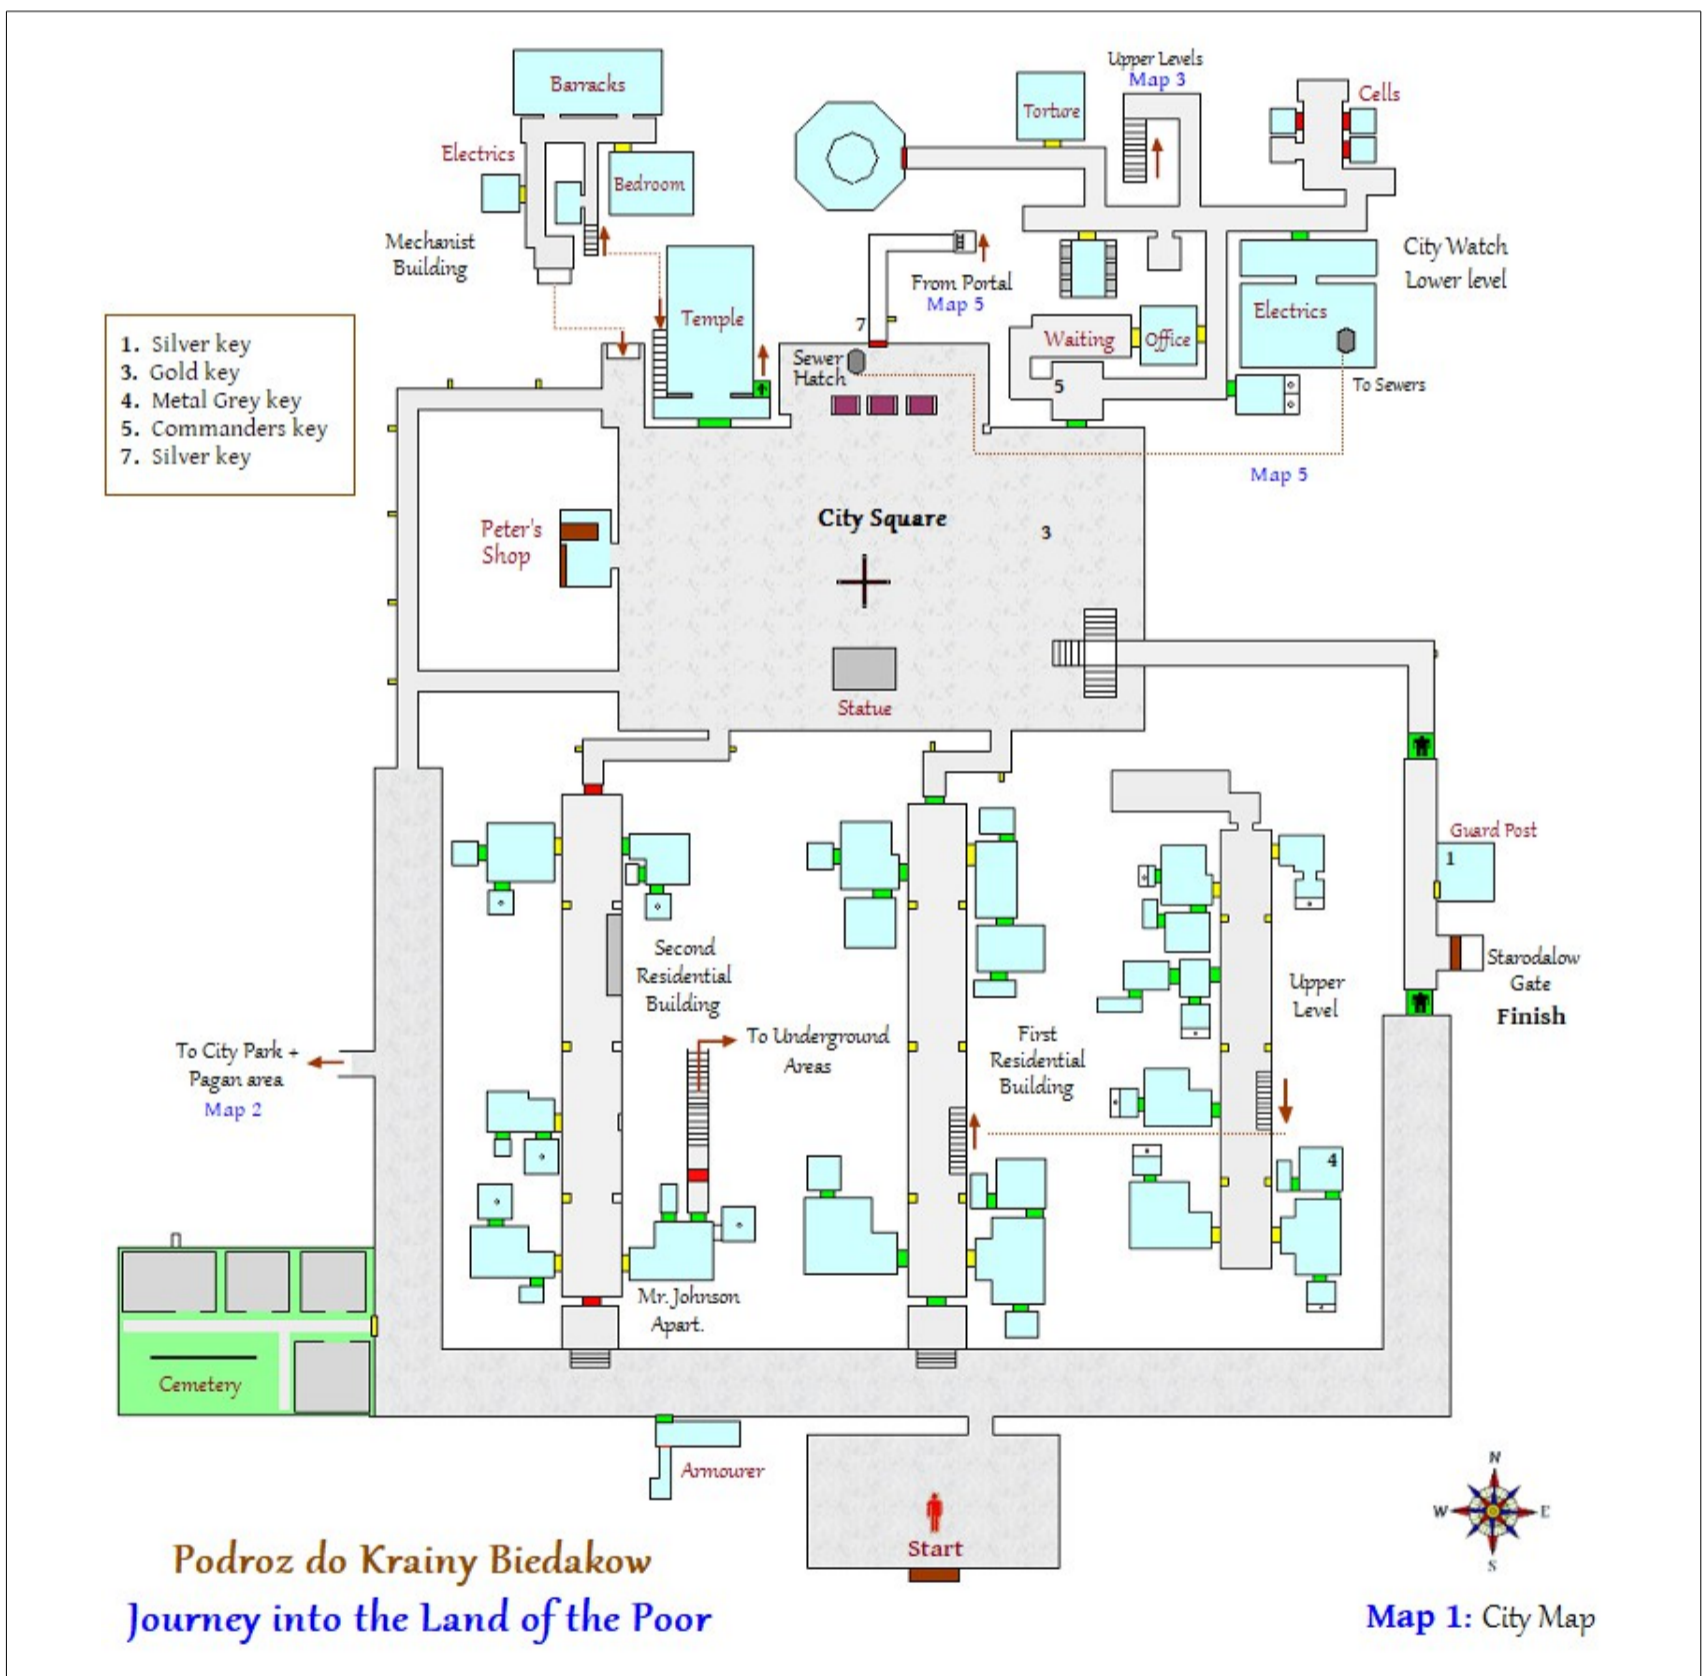 Barracks
Electrics
Bedroom
Mechanist
Building
Temple
Torture
Upper Levels
Map 3
Cells
City Watch
Lower level
Electrics
To Sewers
Waiting
Office
5
From Portal
Map 5
7
Sewer
Hatch
Map 5
1. Silver key
3. Gold key
4. Metal Grey key
5. Commanders key
7. Silver key
Peter's
Shop
City Square
3
Statue
Guard Post
1
Starodalow
Gate
Finish
Second
Residential
Building
To Underground
Areas
First
Residential
Building
Upper
Level
4
To City Park +
Pagan area
Map 2
Mr. Johnson
Apart.
Cemetery
Armourer
Start
N
W
E
S
Podroz do Krainy Biedakow
Journey into the Land of the Poor
Map 1: City Map